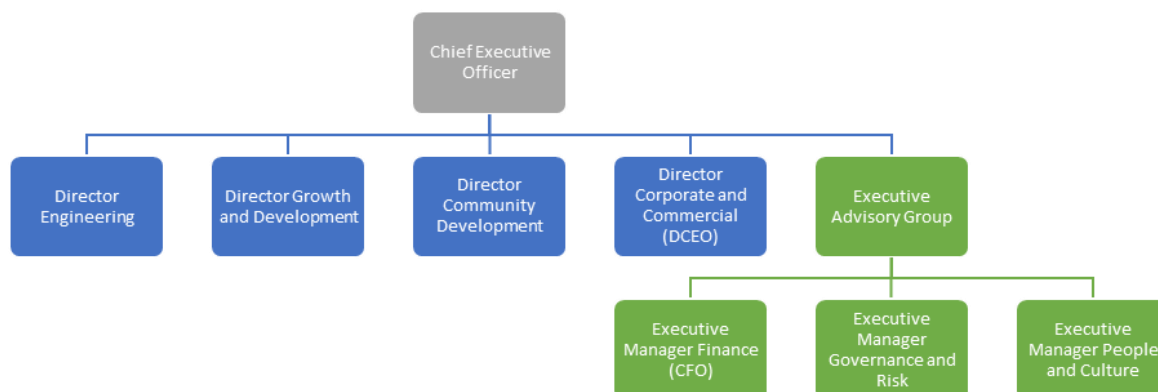 Chief Executive
Officer
Director
Engineering
Director Growth
and Development
Director
Community
Development
Director
Corporate and
Commercial
(DCEO)
Executive
Advisory Group
Executive
Manager Finance
(CFO)
Executive
Manager
Governance and
Risk
Executive
Manager People
and Culture